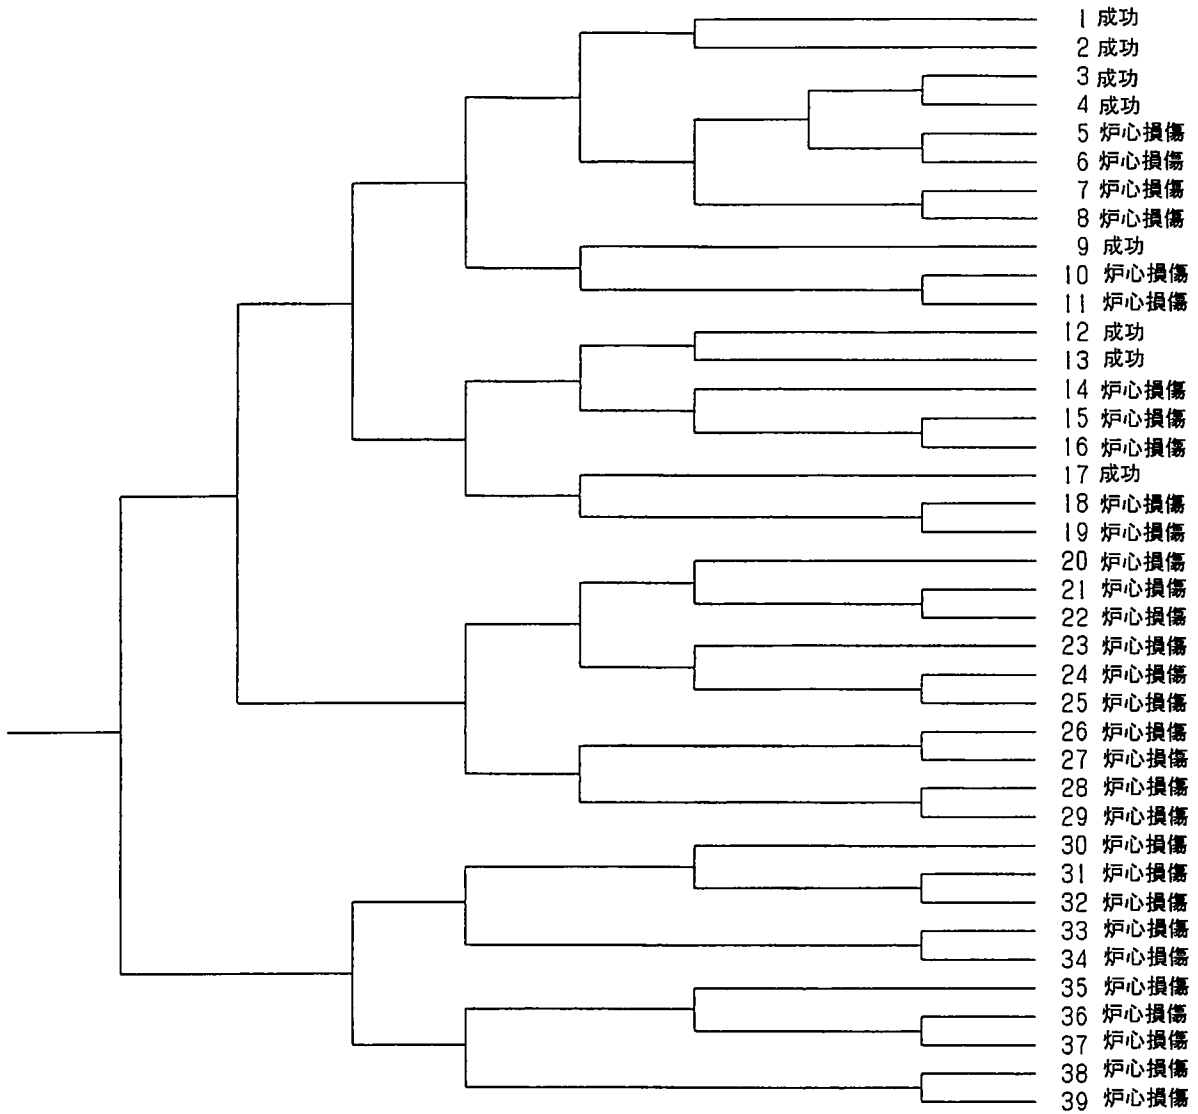 1 成功
2 成功
3 成功
4 成功
5 炉心損傷
6 炉心損傷
7 炉心損傷
8 炉心損傷
9 成功
10 炉心損傷
11 炉心損傷
12 成功
13 成功
14 炉心損傷
15 炉心損傷
16 炉心損傷
17 成功
18 炉心損傷
19 炉心損傷
20 炉心損傷
21 炉心損傷
22 炉心損傷
23 炉心損傷
24 炉心損傷
25 炉心損傷
26 炉心損傷
27 炉心損傷
28 炉心損傷
29 炉心損傷
30 炉心損傷
31 炉心損傷
32 炉心損傷
33 炉心損傷
34 炉心損傷
35 炉心損傷
36 炉心損傷
37 炉心損傷
38 炉心損傷
39 炉心損傷